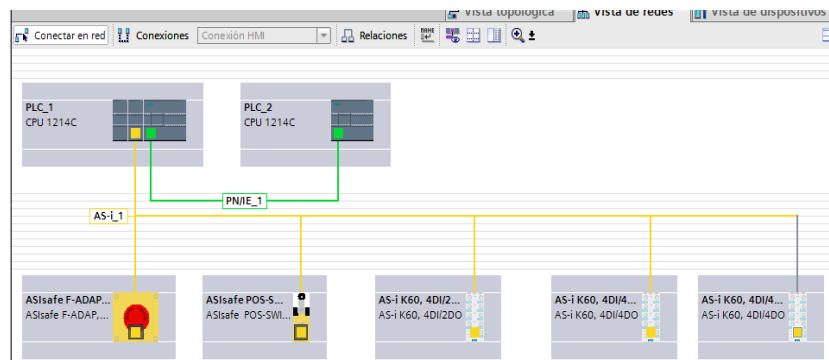 Vista topológica
Vista de redes
Vista de dispositivos
Conectar en red
Conexiones
Conexión HMI
Relaciones
PLC_1
CPU 1214C
PLC_2
CPU 1214C
PN/IE_1
AS-i_1
ASIsafe F-ADAP...
ASIsafe F-ADAP,...
ASIsafe POS-S...
ASIsafe POS-SWI...
AS-i K60, 4DI/2...
AS-i K60, 4DI/2DO
AS-i K60, 4DI/4...
AS-i K60, 4DI/4DO
AS-i K60, 4DI/4...
AS-i K60, 4DI/4DO